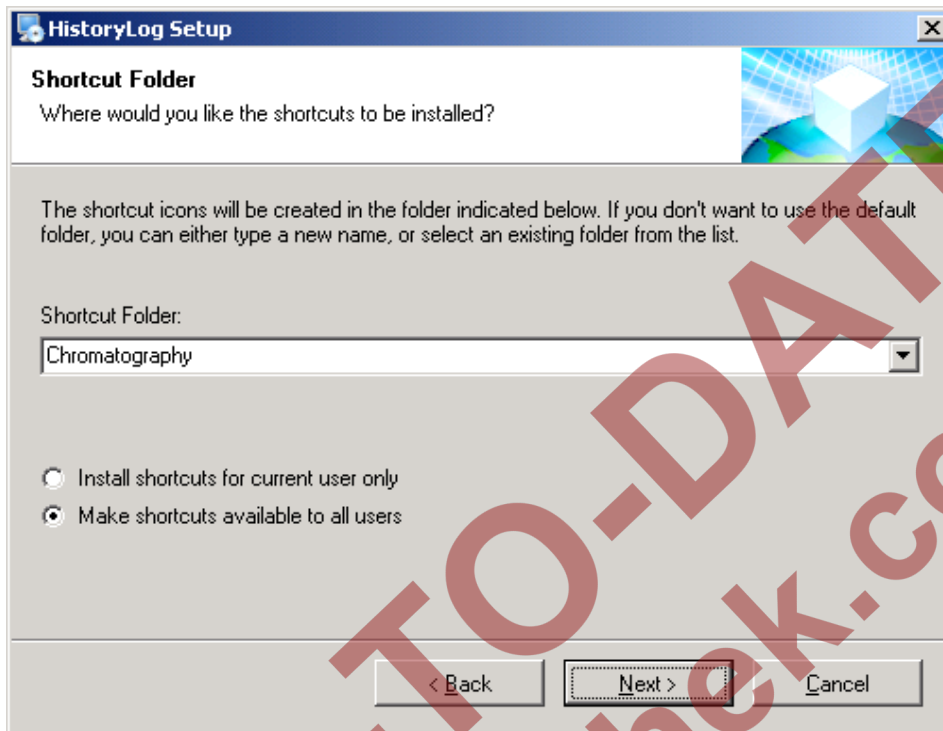 HistoryLog Setup
Shortcut Folder
Where would you like the shortcuts to be installed?
The shortcut icons will be created in the folder indicated below. If you don't want to use the default
folder, you can either type a new name, or select an existing folder from the list.
Shortcut Folder:
Chromatography
Install shortcuts for current user only
Make shortcuts available to all users
< Back
Next >
Cancel
TO-DAT
hek.co